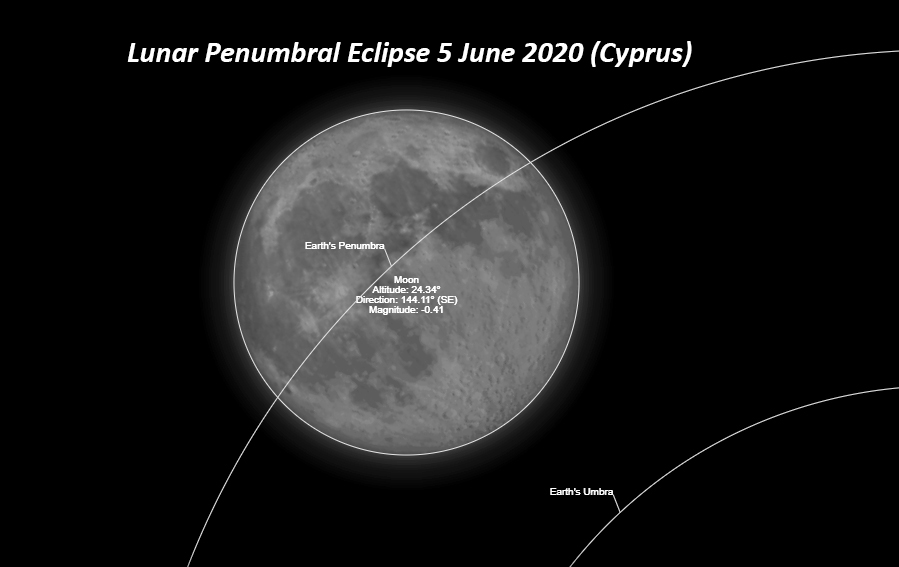 Lunar Penumbral Eclipse 5 June 2020 (Cyprus)
Earth's Penumbra
Moon
Altitude: 24.34°
Direction: 144.11° (SE)
Magnitude: -0.41
Earth's Umbra